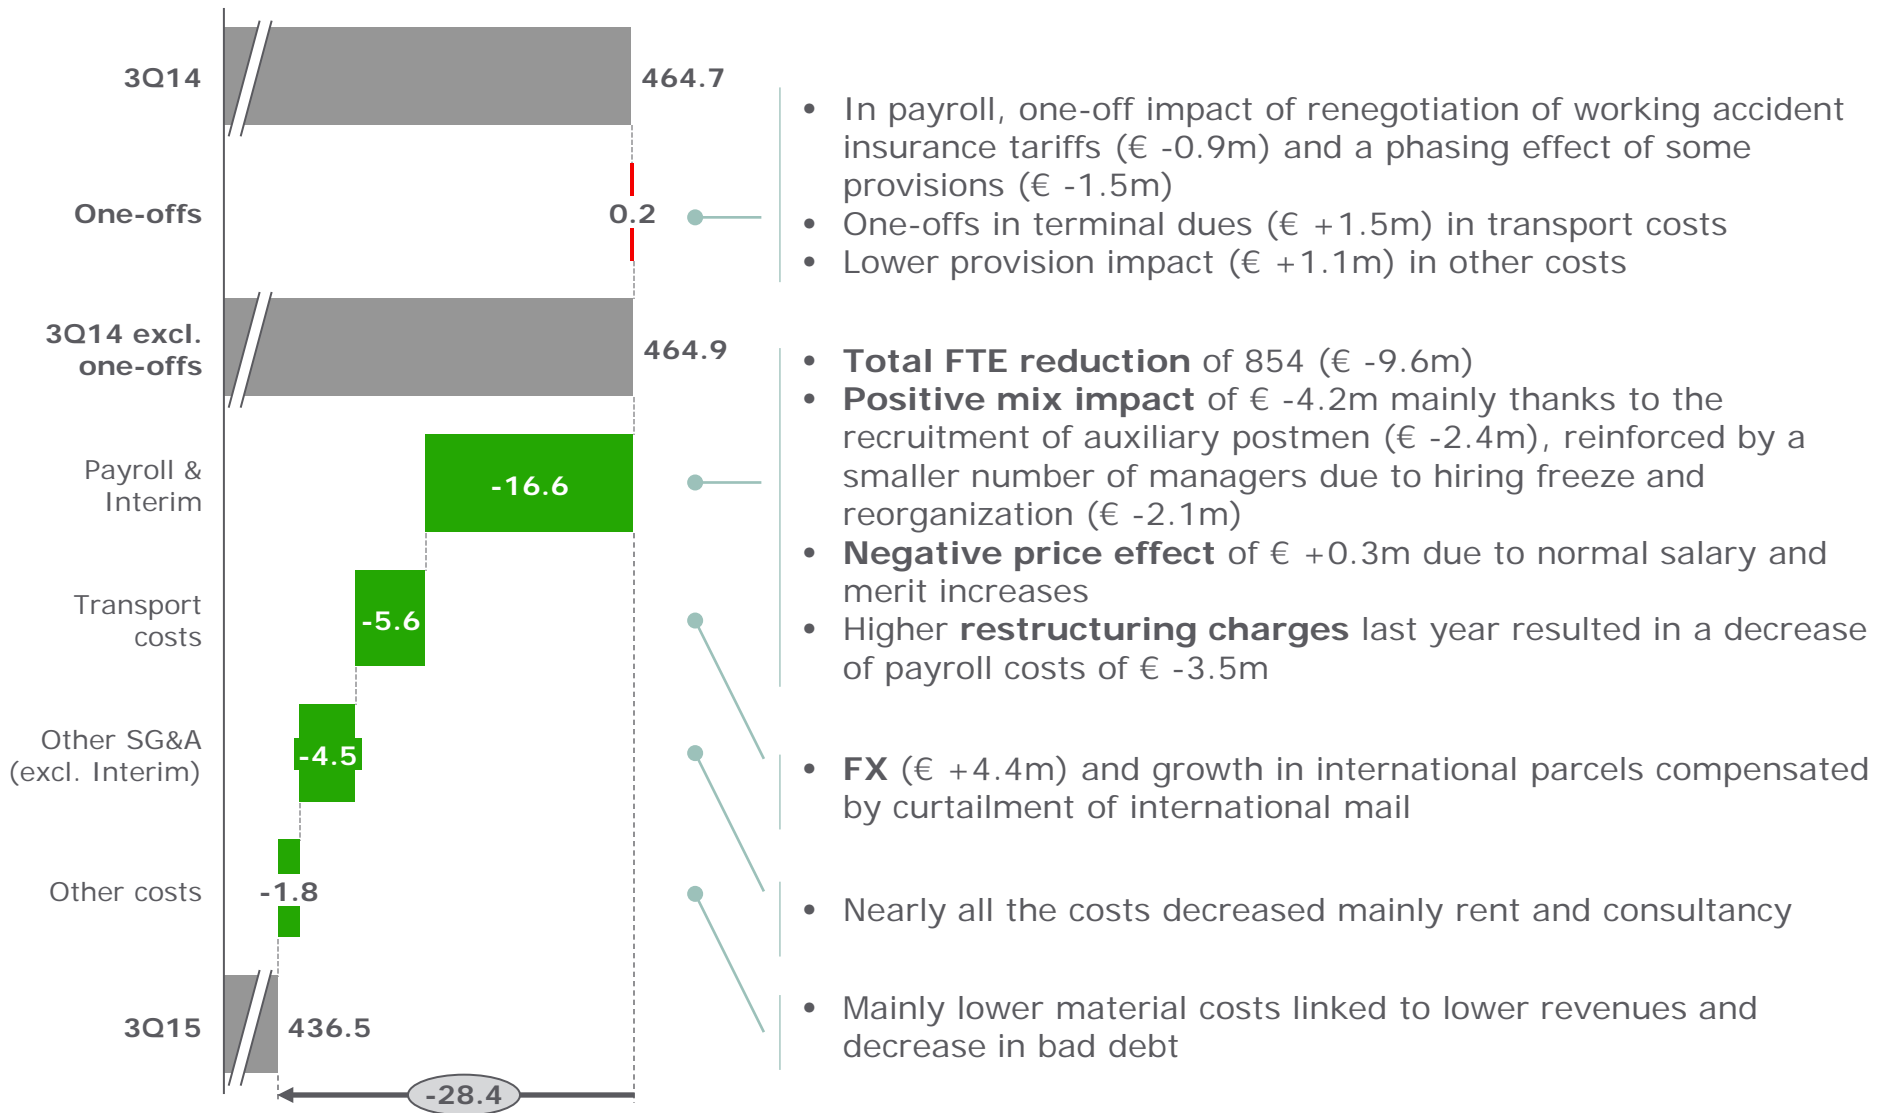 3Q14
464.7
One-offs
0.2
3Q14 excl.
one-offs
464.9
Payroll &
Interim
-16.6
Transport
costs
-5.6
Other SG&A
(excl. Interim)
-4.5
Other costs
-1.8
3Q15
436.5
-28.4
• In payroll, one-off impact of renegotiation of working accident
insurance tariffs (€ -0.9m) and a phasing effect of some
provisions (€ -1.5m)
• One-offs in terminal dues (€ +1.5m) in transport costs
• Lower provision impact (€ +1.1m) in other costs
• Total FTE reduction of 854 (€ -9.6m)
• Positive mix impact of € -4.2m mainly thanks to the
recruitment of auxiliary postmen (€ -2.4m), reinforced by a
smaller number of managers due to hiring freeze and
reorganization (€ -2.1m)
• Negative price effect of € +0.3m due to normal salary and
merit increases
• Higher restructuring charges last year resulted in a decrease
of payroll costs of € -3.5m
• FX (€ +4.4m) and growth in international parcels compensated
by curtailment of international mail
• Nearly all the costs decreased mainly rent and consultancy
• Mainly lower material costs linked to lower revenues and
decrease in bad debt